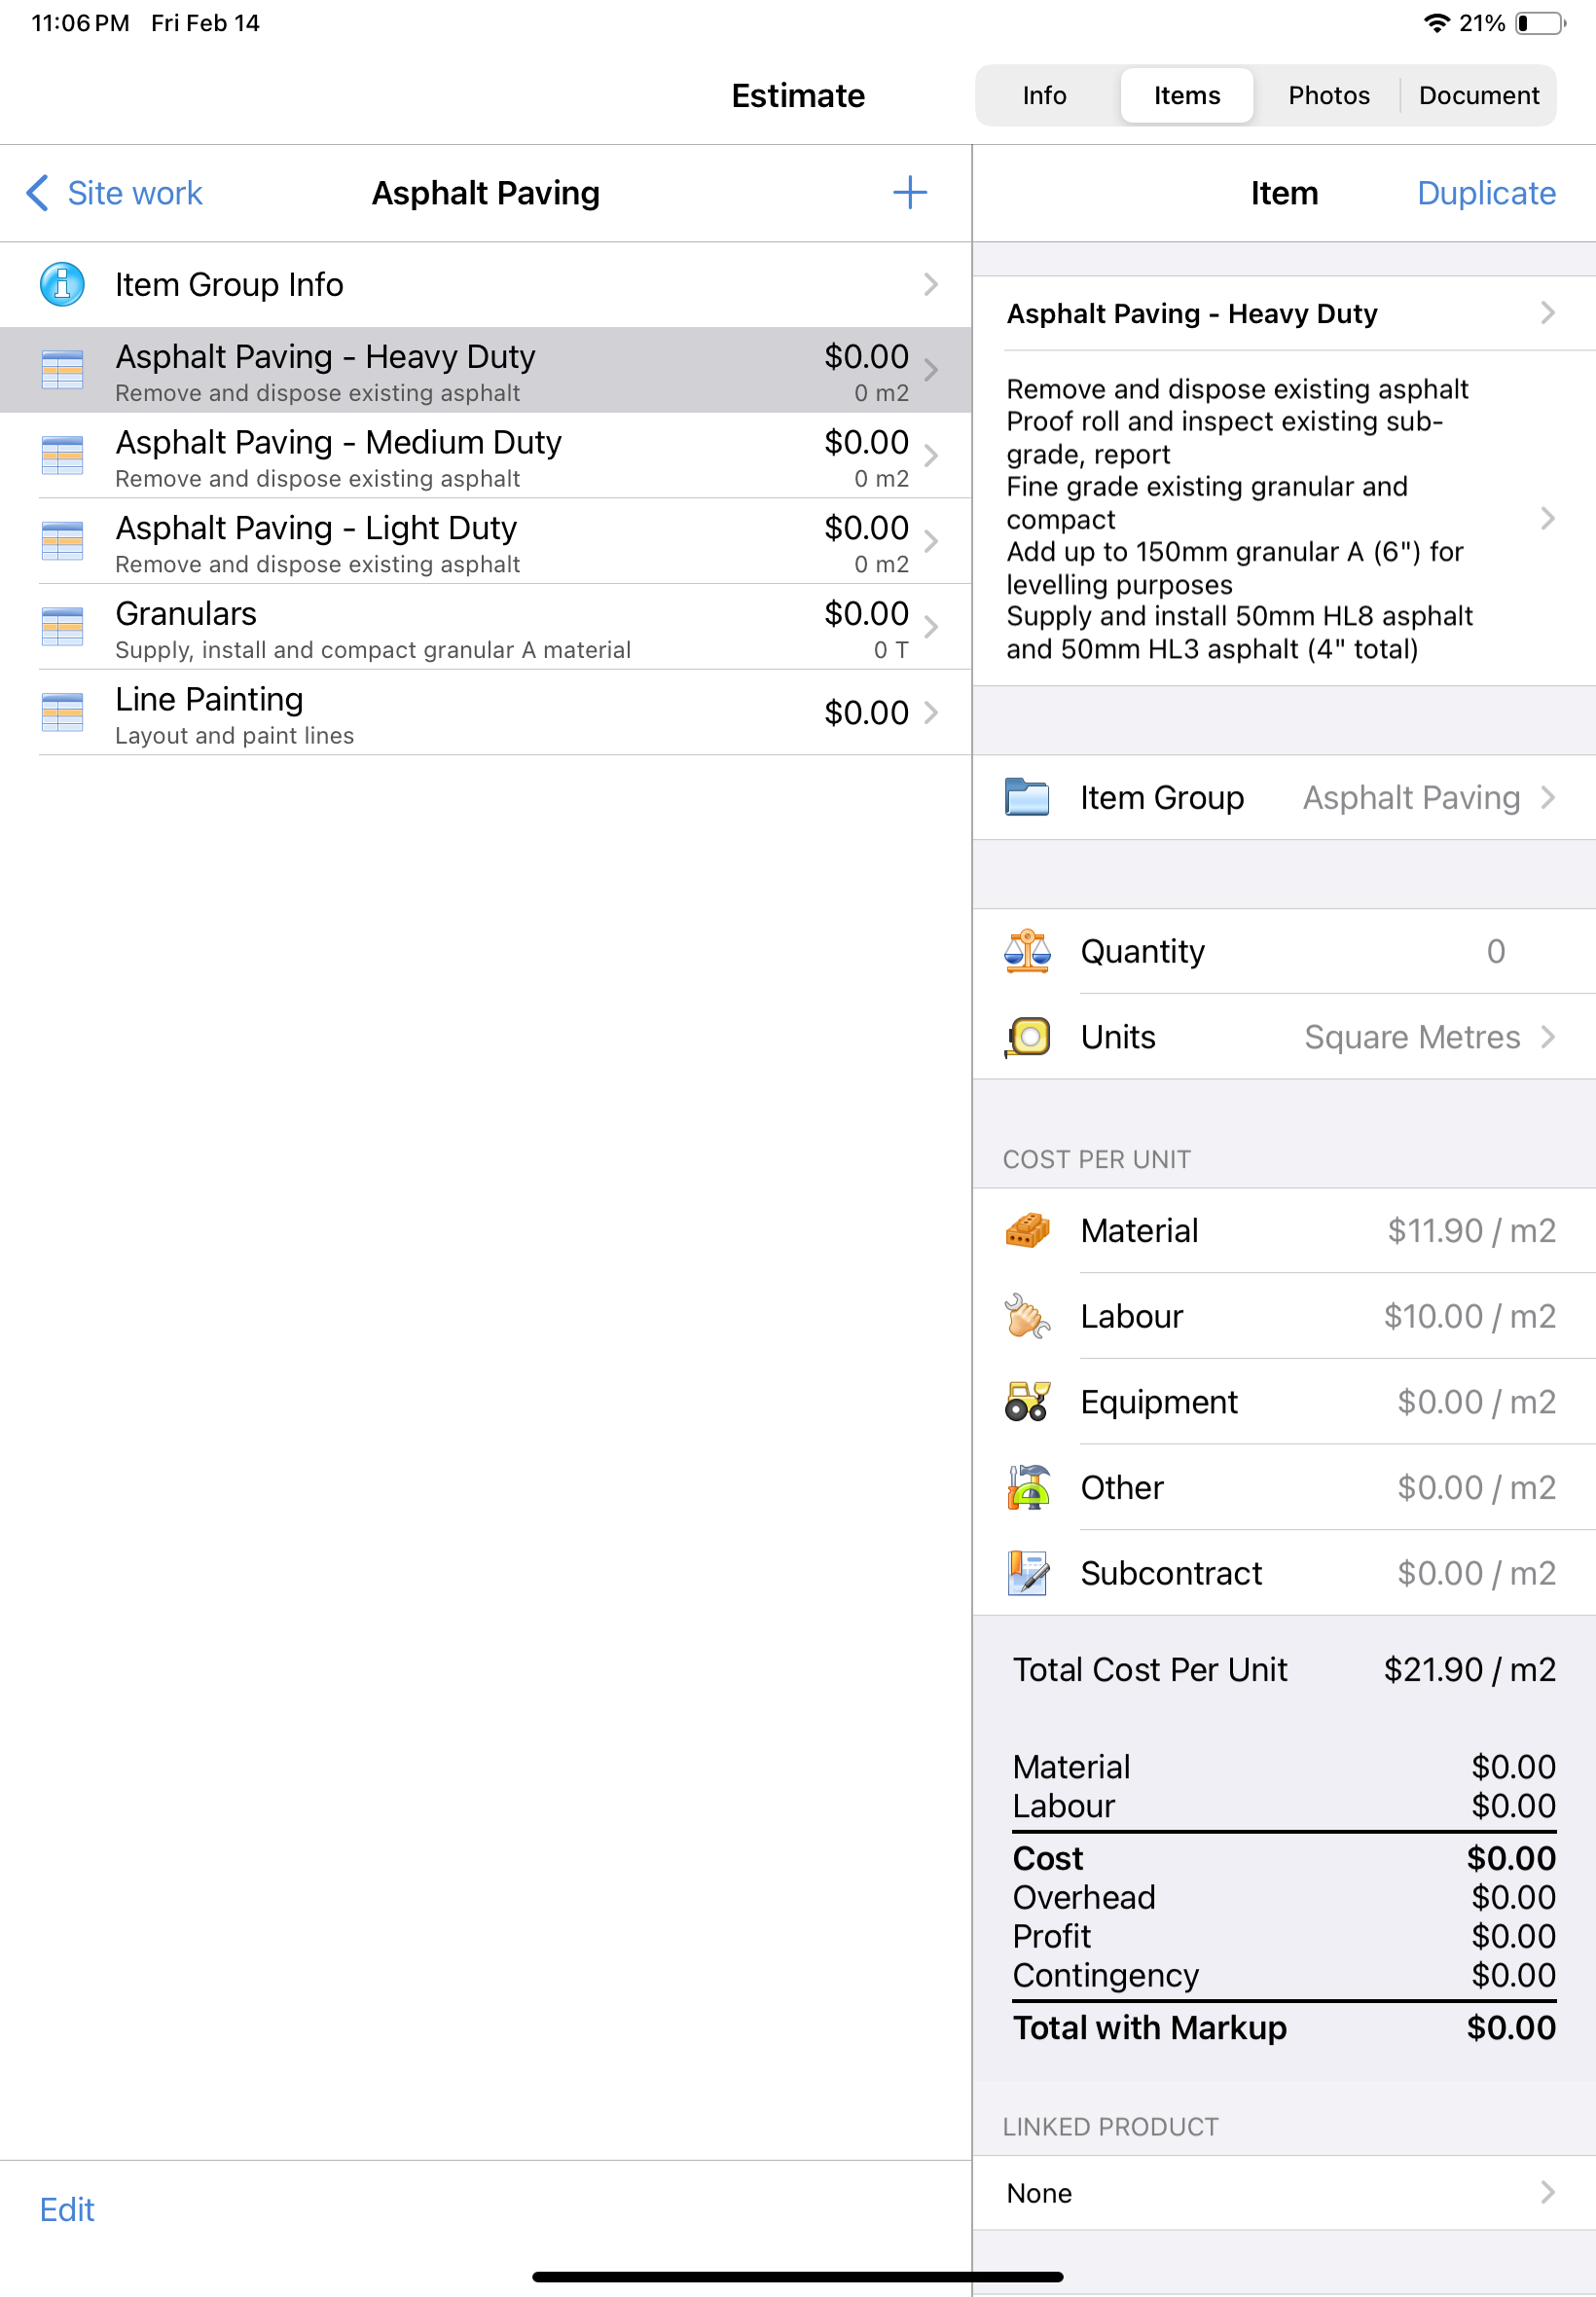 11:06 PM Fri Feb 14
21%
Estimate
Info Items Photos Document
Site work
Asphalt Paving
Item Group Info
Asphalt Paving - Heavy Duty $0.00
Remove and dispose existing asphalt 0 m2
Asphalt Paving - Medium Duty $0.00
Remove and dispose existing asphalt 0 m2
Asphalt Paving - Light Duty $0.00
Remove and dispose existing asphalt 0 m2
Granulars $0.00
Supply, install and compact granular A material 0 T
Line Painting $0.00
Layout and paint lines
Edit
Item Duplicate
Asphalt Paving - Heavy Duty
Remove and dispose existing asphalt
Proof roll and inspect existing sub-
grade, report
Fine grade existing granular and
compact
Add up to 150mm granular A (6") for
levelling purposes
Supply and install 50mm HL8 asphalt
and 50mm HL3 asphalt (4" total)
Item Group Asphalt Paving
Quantity 0
Units Square Metres
COST PER UNIT
Material $11.90 / m2
Labour $10.00 / m2
Equipment $0.00 / m2
Other $0.00 / m2
Subcontract $0.00 / m2
Total Cost Per Unit $21.90 / m2
Material $0.00
Labour $0.00
Cost $0.00
Overhead $0.00
Profit $0.00
Contingency $0.00
Total with Markup $0.00
LINKED PRODUCT
None